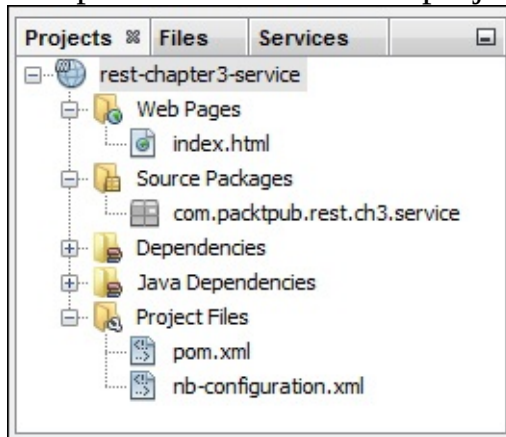 Projects Files Services
rest-chapter3-service
Web Pages
index.html
Source Packages
com.packtpub.rest.ch3.service
Dependencies
Java Dependencies
Project Files
pom.xml
nb-configuration.xml